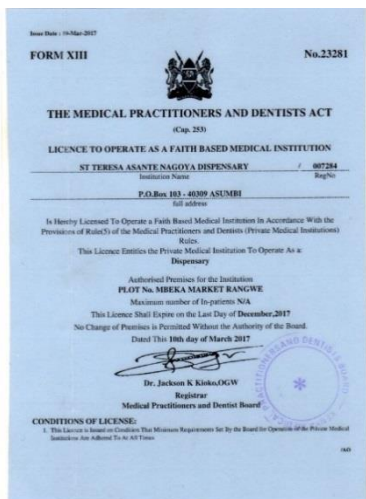 Issue Date : 10-Mar-2017
FORM XIII
No.23281
THE MEDICAL PRACTITIONERS AND DENTISTS ACT
(Cap. 253)
LICENCE TO OPERATE AS A FAITH BASED MEDICAL INSTITUTION
ST TERESA ASANTE NAGOYA DISPENSARY / 007284
Institution Name RegNo
P.O.Box 103 - 40309 ASUMBI
full address
Is Hereby Licensed To Operate a Faith Based Medical Institution In Accordance With the
Provisions of Rule(5) of the Medical Practitioners and Dentists (Private Medical Institutions)
Rules.
This Licence Entitles the Private Medical Institution To Operate As a:
Dispensary
Authorised Premises for the Institution
PLOT No. MBEKA MARKET RANGWE
Maximum number of In-patients N/A
This Licence Shall Expire on the Last Day of December,2017
No Change of Premises is Permitted Without the Authority of the Board.
Dated This 10th day of March 2017
Dr. Jackson K Kioko,OGW
Registrar
Medical Practitioners and Dentist Board
CONDITIONS OF LICENSE:
1. This Licence is Issued on Condition That Minimum Requirements Set By the Board for Operation of the Private Medical
Institutions Are Adhered To At All Times